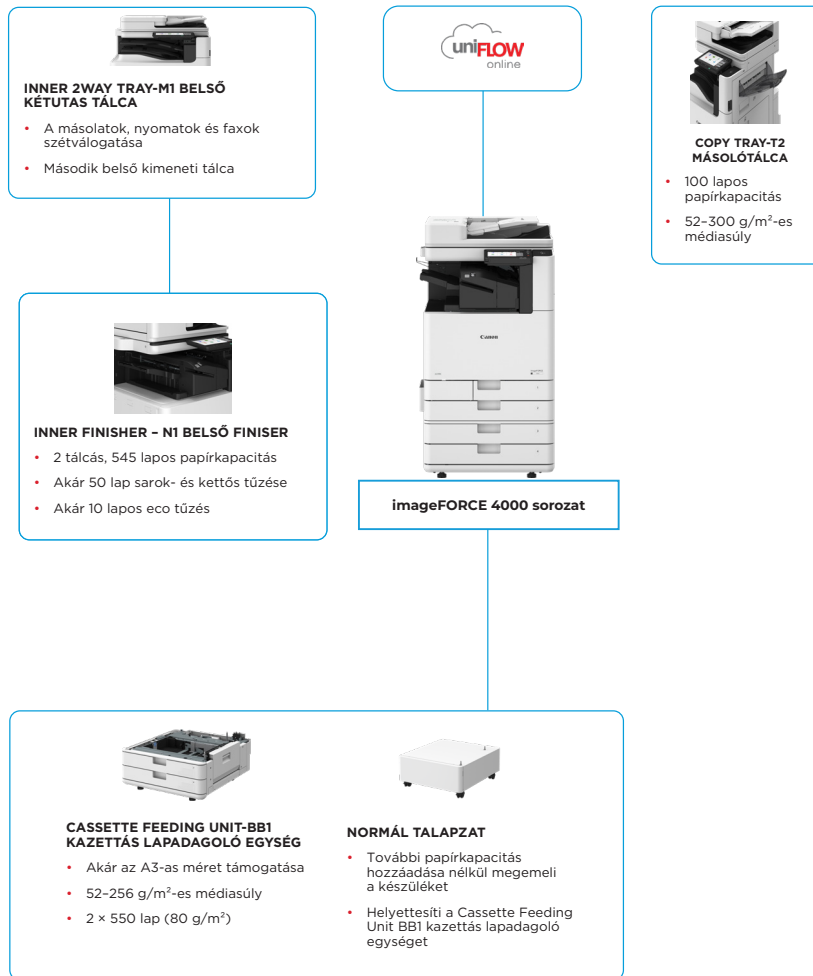 INNER 2WAY TRAY-M1 BELSŐ
KÉTUTAS TÁLCA
• A másolatok, nyomatok és faxok
szétválogatása
• Második belső kimeneti tálca
uniFLOW
online
COPY TRAY-T2
MÁSOLÓTÁLCA
• 100 lapos
papírkapacitás
• 52–300 g/m²-es
médiasúly
INNER FINISHER – N1 BELSŐ FINISER
• 2 tálcás, 545 lapos papírkapacitás
• Akár 50 lap sarok- és kettős tűzése
• Akár 10 lapos eco tűzés
Canon
imageFORCE 4000 sorozat
CASSETTE FEEDING UNIT-BB1
KAZETTÁS LAPADAGOLÓ EGYSÉG
• Akár az A3-as méret támogatása
• 52–256 g/m²-es médiasúly
• 2 × 550 lap (80 g/m²)
NORMÁL TALAPZAT
• További papírkapacitás
hozzáadása nélkül megemeli
a készüléket
• Helyettesíti a Cassette Feeding
Unit BB1 kazettás lapadagoló
egységet